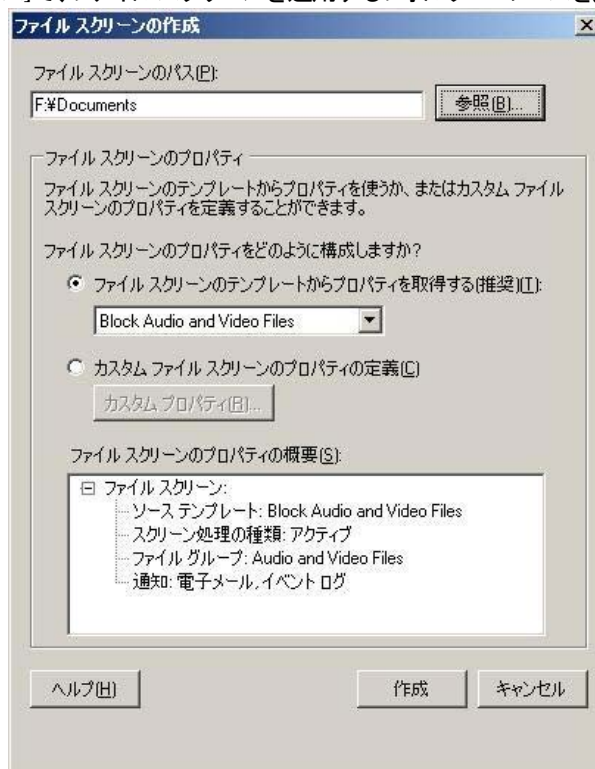 ファイル スクリーンの作成
ファイル スクリーンのパス(P):
F:¥Documents
参照(B)...
ファイル スクリーンのプロパティ
ファイル スクリーンのテンプレートからプロパティを使うか、またはカスタム ファイル
スクリーンのプロパティを定義することができます。
ファイル スクリーンのプロパティをどのように構成しますか?
ファイル スクリーンのテンプレートからプロパティを取得する(推奨)(T):
Block Audio and Video Files
カスタム ファイル スクリーンのプロパティの定義(C)
カスタム プロパティ(R)...
ファイル スクリーンのプロパティの概要(S):
ファイル スクリーン:
ソース テンプレート: Block Audio and Video Files
スクリーン処理の種類: アクティブ
ファイル グループ: Audio and Video Files
通知: 電子メール, イベント ログ
ヘルプ(H)
作成
キャンセル